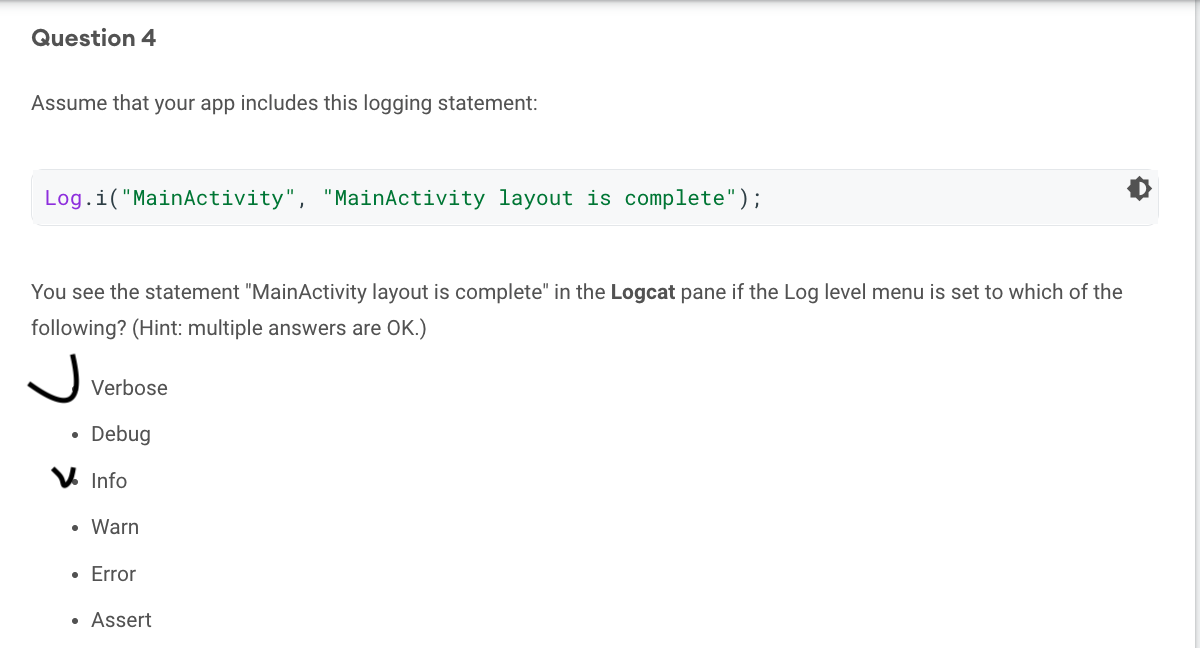 Question 4
Assume that your app includes this logging statement:
Log.i("MainActivity", "MainActivity layout is complete");
You see the statement "MainActivity layout is complete" in the Logcat pane if the Log level menu is set to which of the
following? (Hint: multiple answers are OK.)
Verbose
• Debug
• Info
• Warn
• Error
• Assert